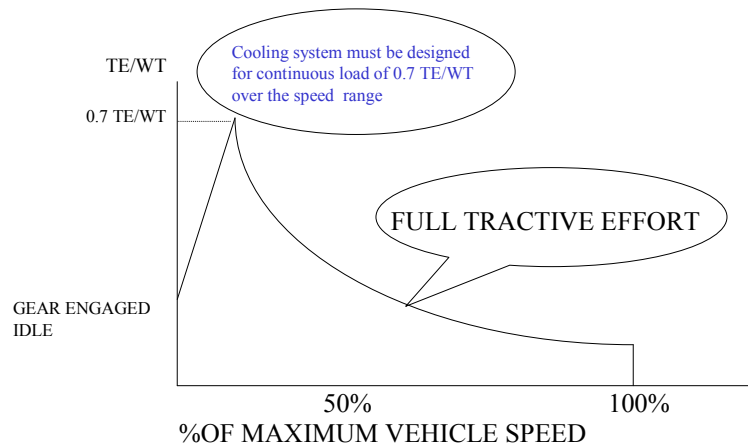 Cooling system must be designed
for continuous load of 0.7 TE/WT
over the speed range
TE/WT
0.7 TE/WT
FULL TRACTIVE EFFORT
GEAR ENGAGED
IDLE
50%
100%
%OF MAXIMUM VEHICLE SPEED